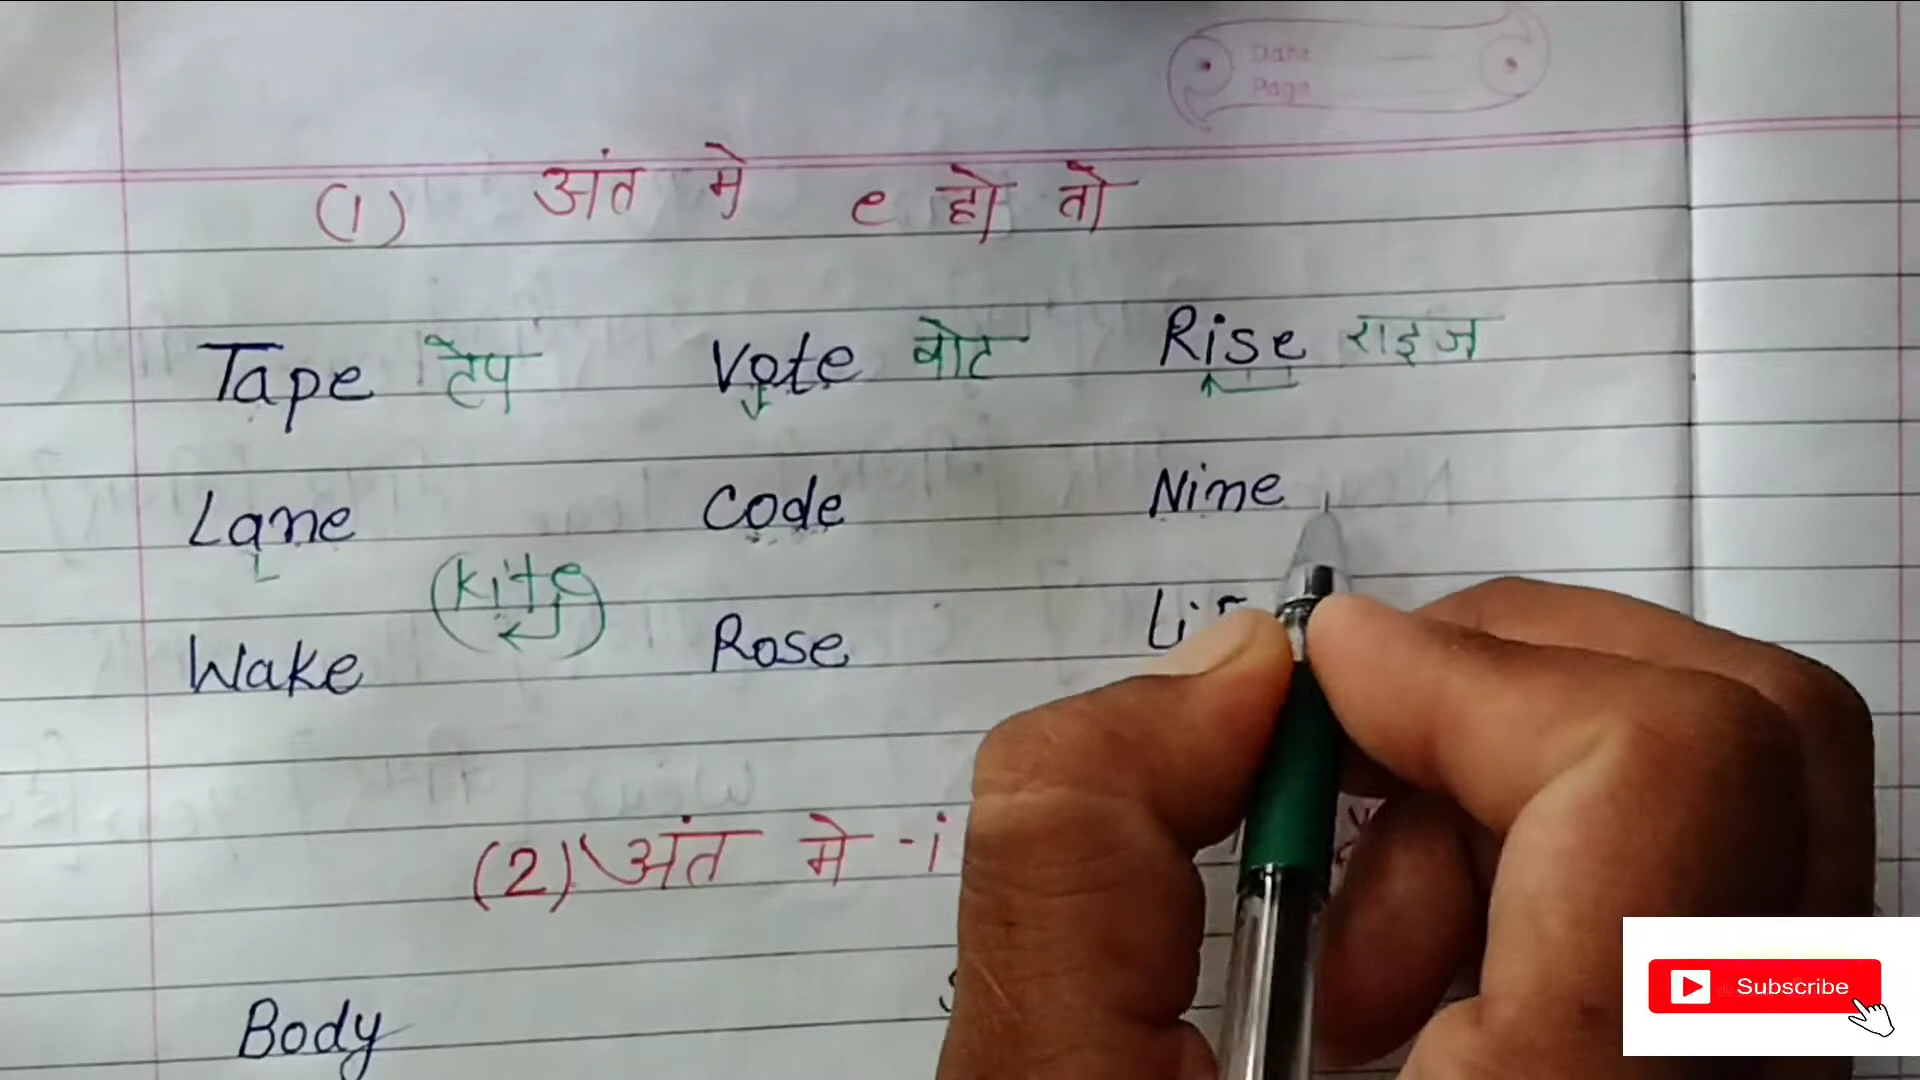 Date
Page
(1) अंत मे e हो तो
Tape टेप Vote वोट Rise राइज
Lane Code Nine
(Kite)
Wake Rose
(2) अंत मे -i
Body
Subscribe